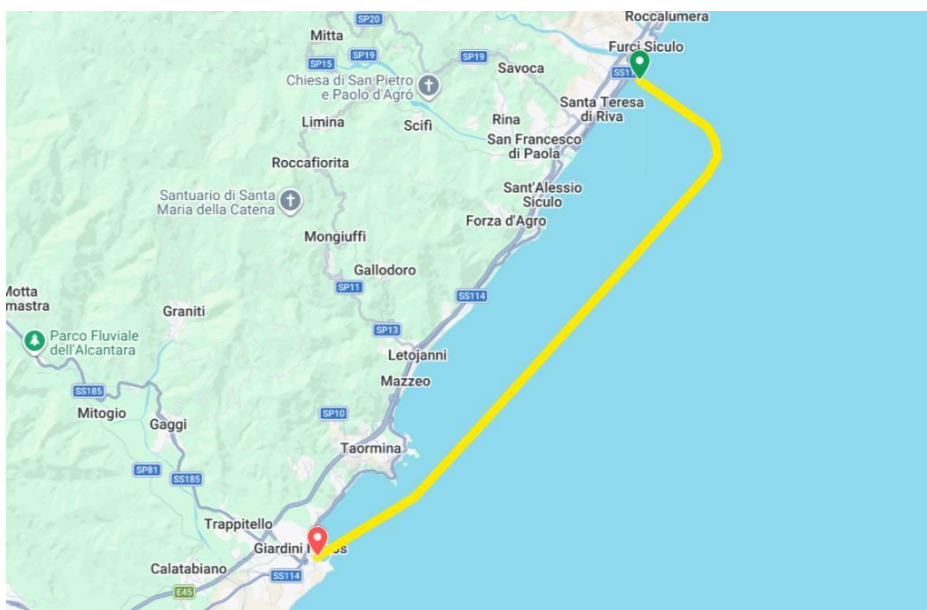 Roccalumera
SP20
Mitta
Furci Siculo
SP19
SP19
SP15
Savoca
Chiesa di San Pietro
e Paolo d'Agró
Santa Teresa
di Riva
Limina
Scifi
Rina
San Francesco
di Paola
Roccafiorita
Sant'Alessio
Siculo
Santuario di Santa
Maria della Catena
Forza d'Agro
Mongiuffi
Gallodoro
SP11
SS114
Motta
mastra
Graniti
SP13
Parco Fluviale
dell'Alcantara
Letojanni
Mazzeo
SS185
Mitogio
SP10
Gaggi
Taormina
SP81
SS185
Trappitello
Giardini
Calatabiano
SS114
E45